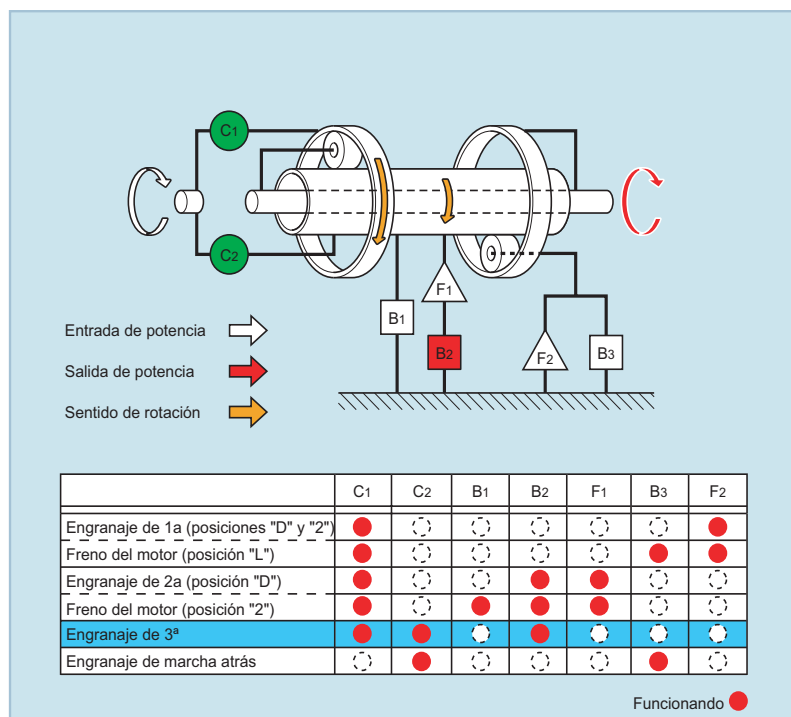 C1
C2
F1
B1
B2
F2
B3
Entrada de potencia
Salida de potencia
Sentido de rotación
C1 C2 B1 B2 F1 B3 F2
Engranaje de 1a (posiciones "D" y "2")
Freno del motor (posición "L")
Engranaje de 2a (posición "D")
Freno del motor (posición "2")
Engranaje de 3ª
Engranaje de marcha atrás
Funcionando